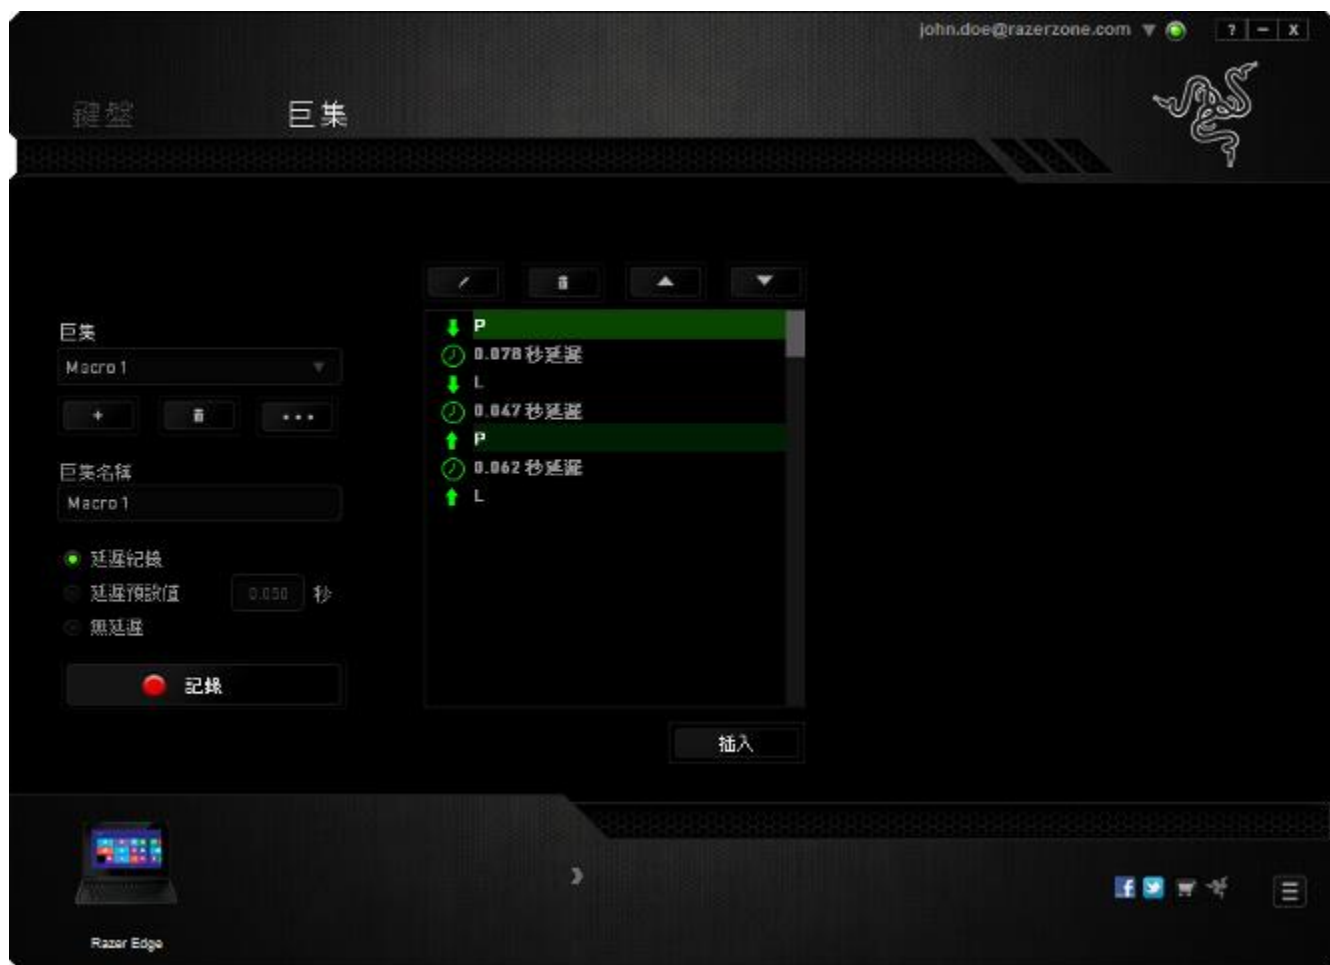 john.doe@razerzone.com
? – X
鍵盤
巨集
巨集
Macro 1
巨集名稱
Macro 1
延遲紀錄
延遲預設值 0.050 秒
無延遲
記錄
P
0.078 秒延遲
L
0.047 秒延遲
P
0.062 秒延遲
L
插入
Razer Edge